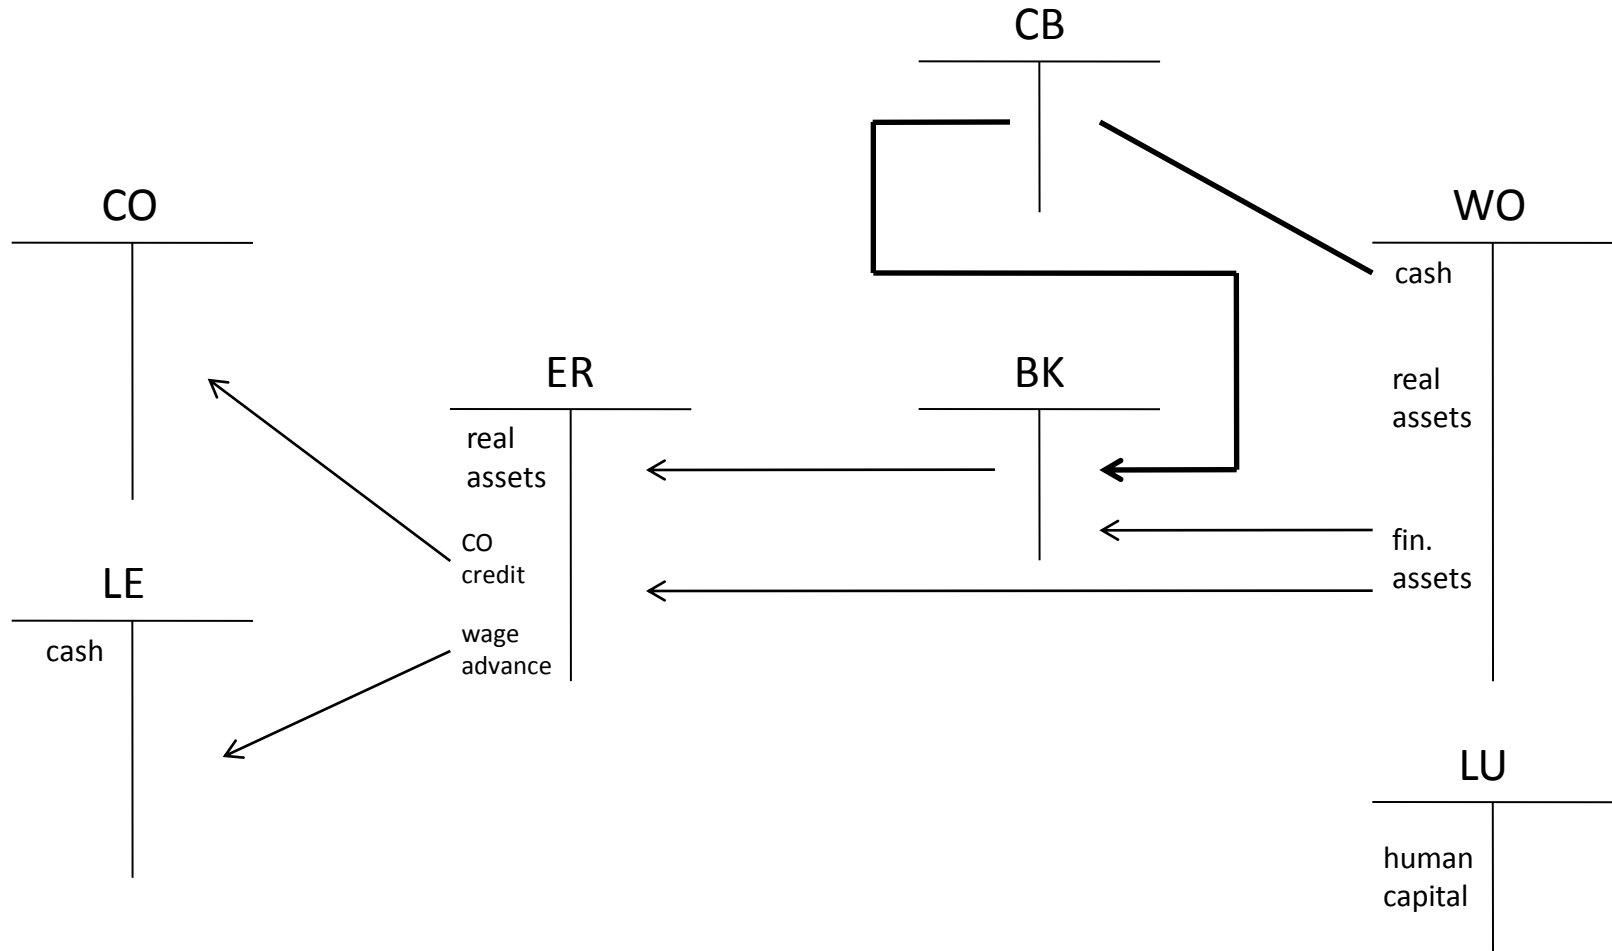 CB
CO
WO
cash
real
assets
fin.
assets
ER
real
assets
CO
credit
wage
advance
BK
LE
cash
LU
human
capital